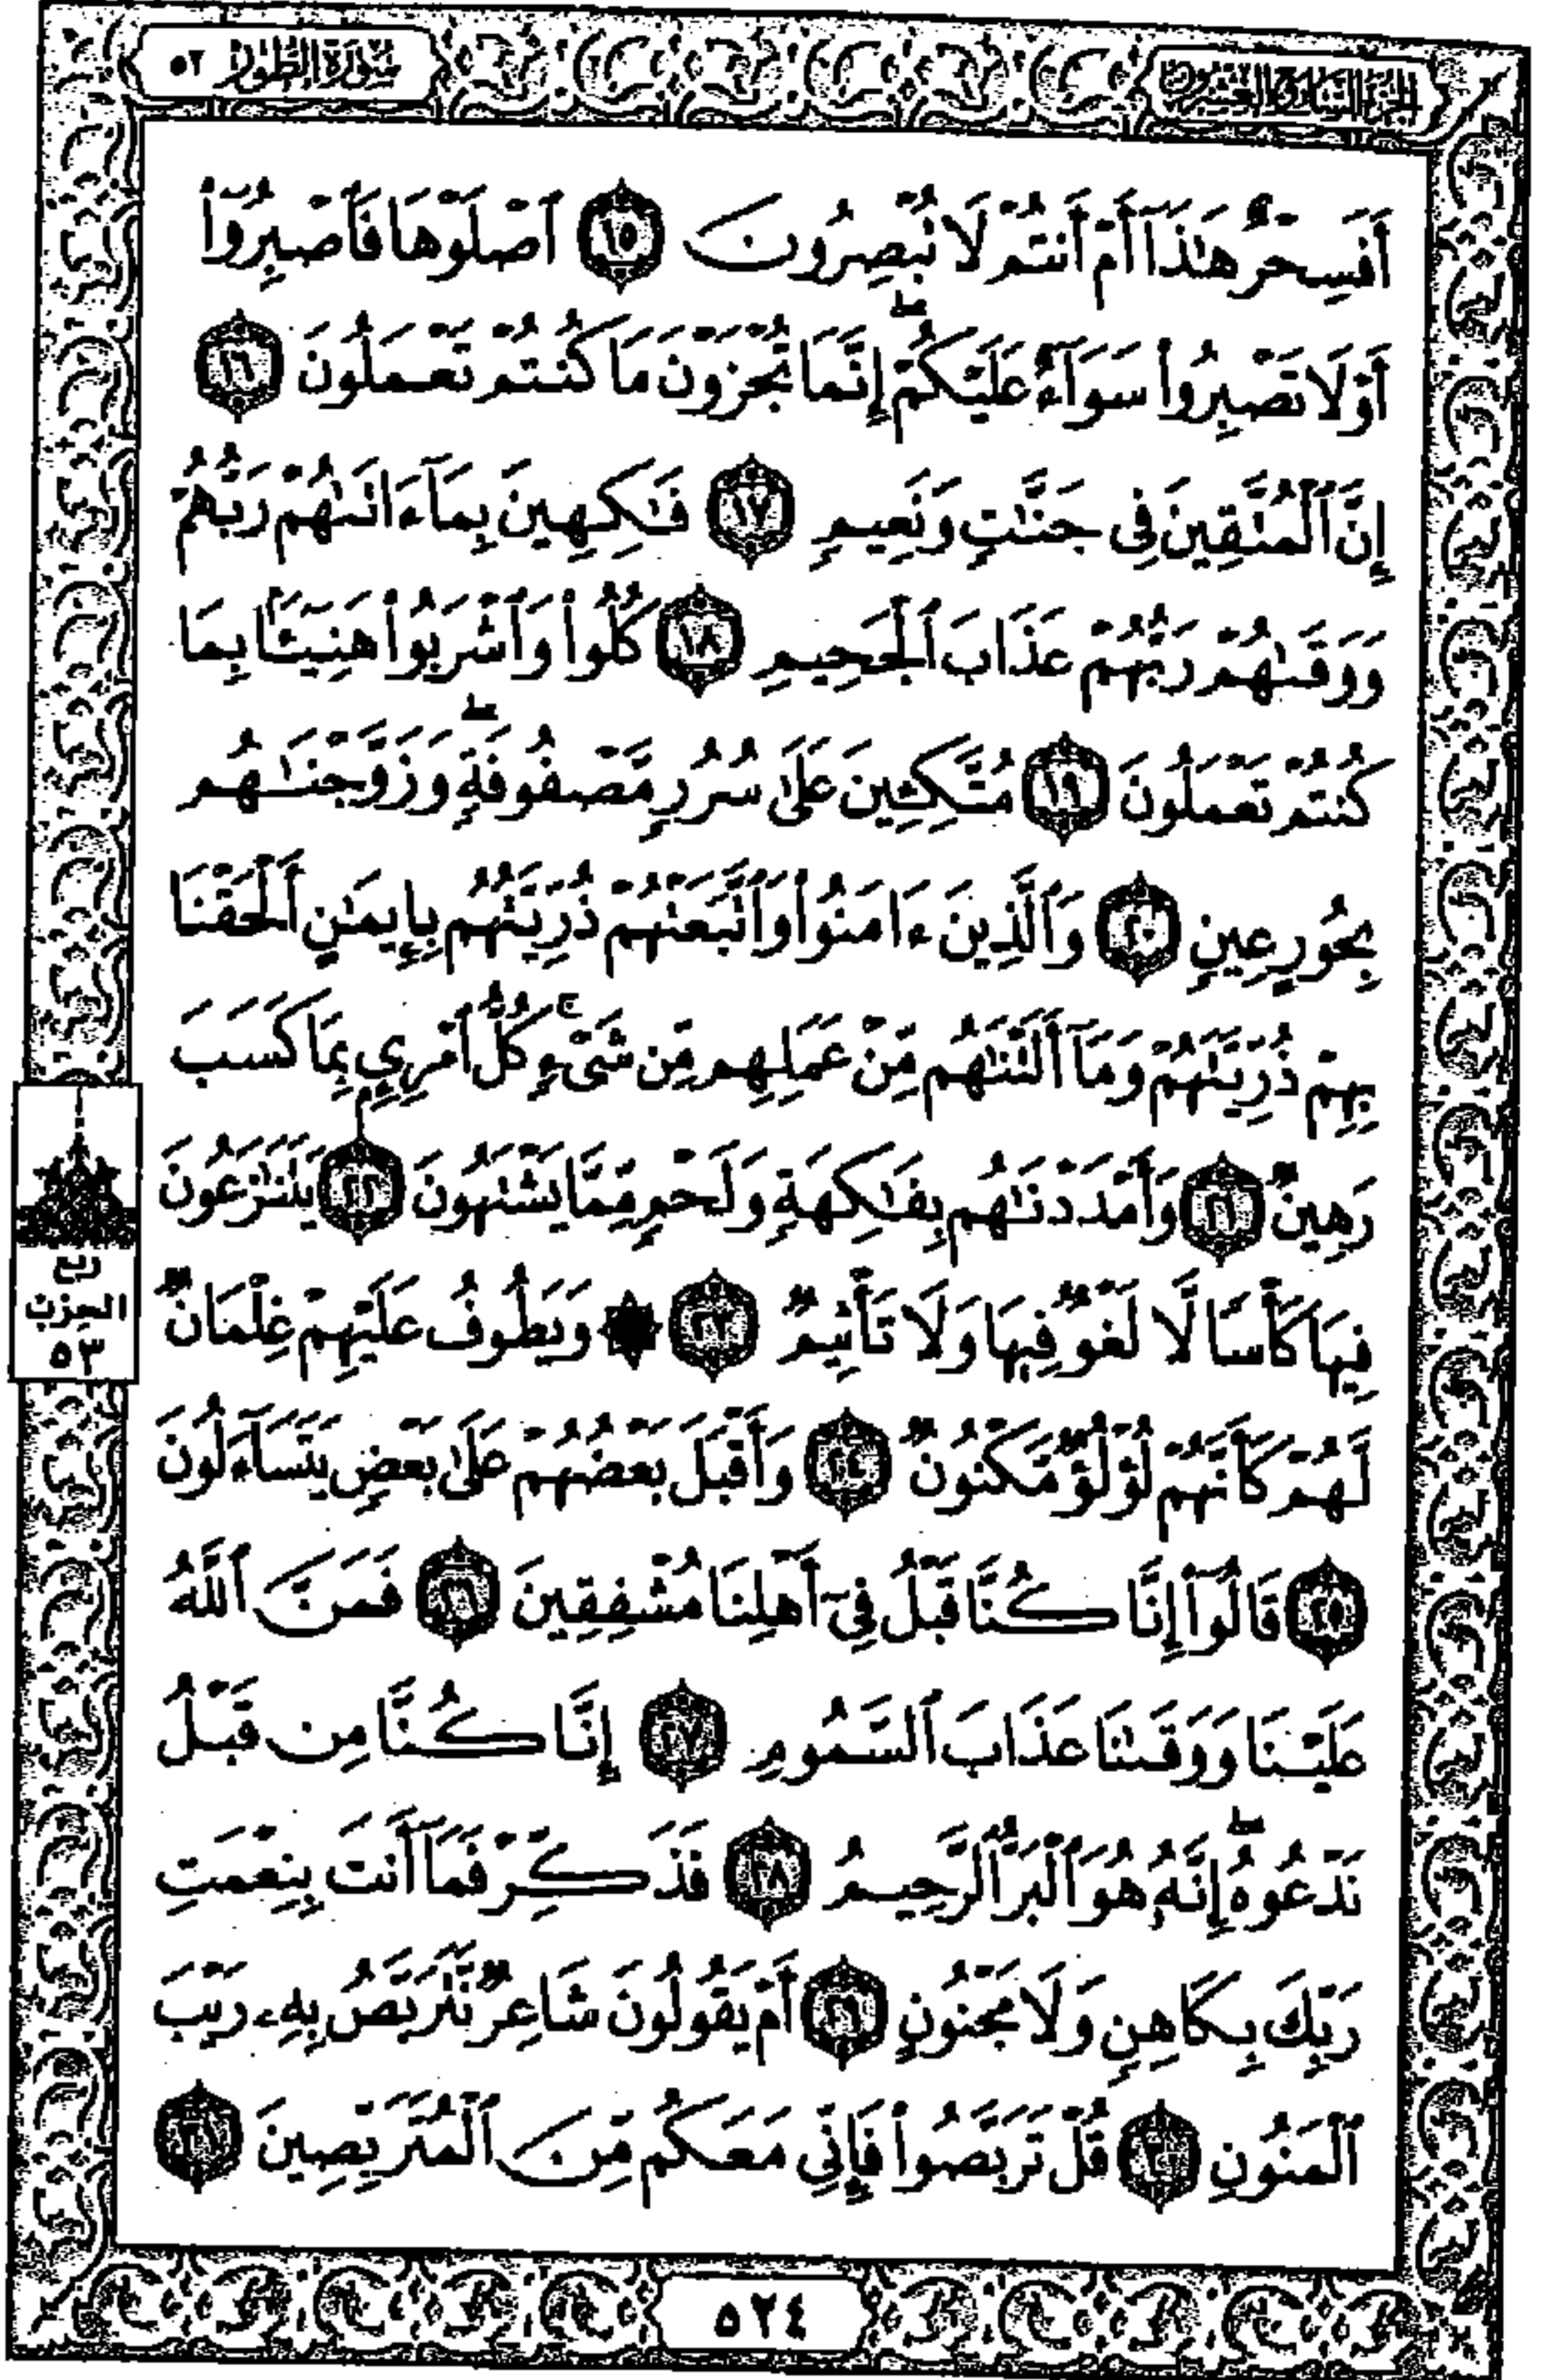 الجزء السابع والعشرون
سورة الطور ٥٢
أَفَسِحْرٌ هَٰذَآ أَمْ أَنتُمْ لَا تُبْصِرُونَ ١٥ ٱصْلَوْهَا فَٱصْبِرُوٓا۟
أَوْ لَا تَصْبِرُوا۟ سَوَآءٌ عَلَيْكُمْ ۖ إِنَّمَا تُجْزَوْنَ مَا كُنتُمْ تَعْمَلُونَ ١٦
إِنَّ ٱلْمُتَّقِينَ فِى جَنَّٰتٍ وَنَعِيمٍ ١٧ فَٰكِهِينَ بِمَآ ءَاتَىٰهُمْ رَبُّهُمْ
وَوَقَىٰهُمْ رَبُّهُمْ عَذَابَ ٱلْجَحِيمِ ١٨ كُلُوا۟ وَٱشْرَبُوا۟ هَنِيٓـًٔۢا بِمَا
كُنتُمْ تَعْمَلُونَ ١٩ مُتَّكِـِٔينَ عَلَىٰ سُرُرٍ مَّصْفُوفَةٍ ۖ وَزَوَّجْنَٰهُم
بِحُورٍ عِينٍ ٢٠ وَٱلَّذِينَ ءَامَنُوا۟ وَٱتَّبَعَتْهُمْ ذُرِّيَّتُهُم بِإِيمَٰنٍ أَلْحَقْنَا
بِهِمْ ذُرِّيَّتَهُمْ وَمَآ أَلَتْنَٰهُم مِّنْ عَمَلِهِم مِّن شَىْءٍ ۚ كُلُّ ٱمْرِئٍۭ بِمَا كَسَبَ
رَهِينٌ ٢١ وَأَمْدَدْنَٰهُم بِفَٰكِهَةٍ وَلَحْمٍ مِّمَّا يَشْتَهُونَ ٢٢ يَتَنَٰزَعُونَ
فِيهَا كَأْسًا لَّا لَغْوٌ فِيهَا وَلَا تَأْثِيمٌ ٢٣ ۞ وَيَطُوفُ عَلَيْهِمْ غِلْمَانٌ
لَّهُمْ كَأَنَّهُمْ لُؤْلُؤٌ مَّكْنُونٌ ٢٤ وَأَقْبَلَ بَعْضُهُمْ عَلَىٰ بَعْضٍ يَتَسَآءَلُونَ
٢٥ قَالُوٓا۟ إِنَّا كُنَّا قَبْلُ فِىٓ أَهْلِنَا مُشْفِقِينَ ٢٦ فَمَنَّ ٱللَّهُ
عَلَيْنَا وَوَقَىٰنَا عَذَابَ ٱلسَّمُومِ ٢٧ إِنَّا كُنَّا مِن قَبْلُ
نَدْعُوهُ ۖ إِنَّهُۥ هُوَ ٱلْبَرُّ ٱلرَّحِيمُ ٢٨ فَذَكِّرْ فَمَآ أَنتَ بِنِعْمَتِ
رَبِّكَ بِكَاهِنٍ وَلَا مَجْنُونٍ ٢٩ أَمْ يَقُولُونَ شَاعِرٌ نَّتَرَبَّصُ بِهِۦ رَيْبَ
ٱلْمَنُونِ ٣٠ قُلْ تَرَبَّصُوا۟ فَإِنِّى مَعَكُم مِّنَ ٱلْمُتَرَبِّصِينَ ٣١
ربع
الحزب
٥٣
٥٢٤